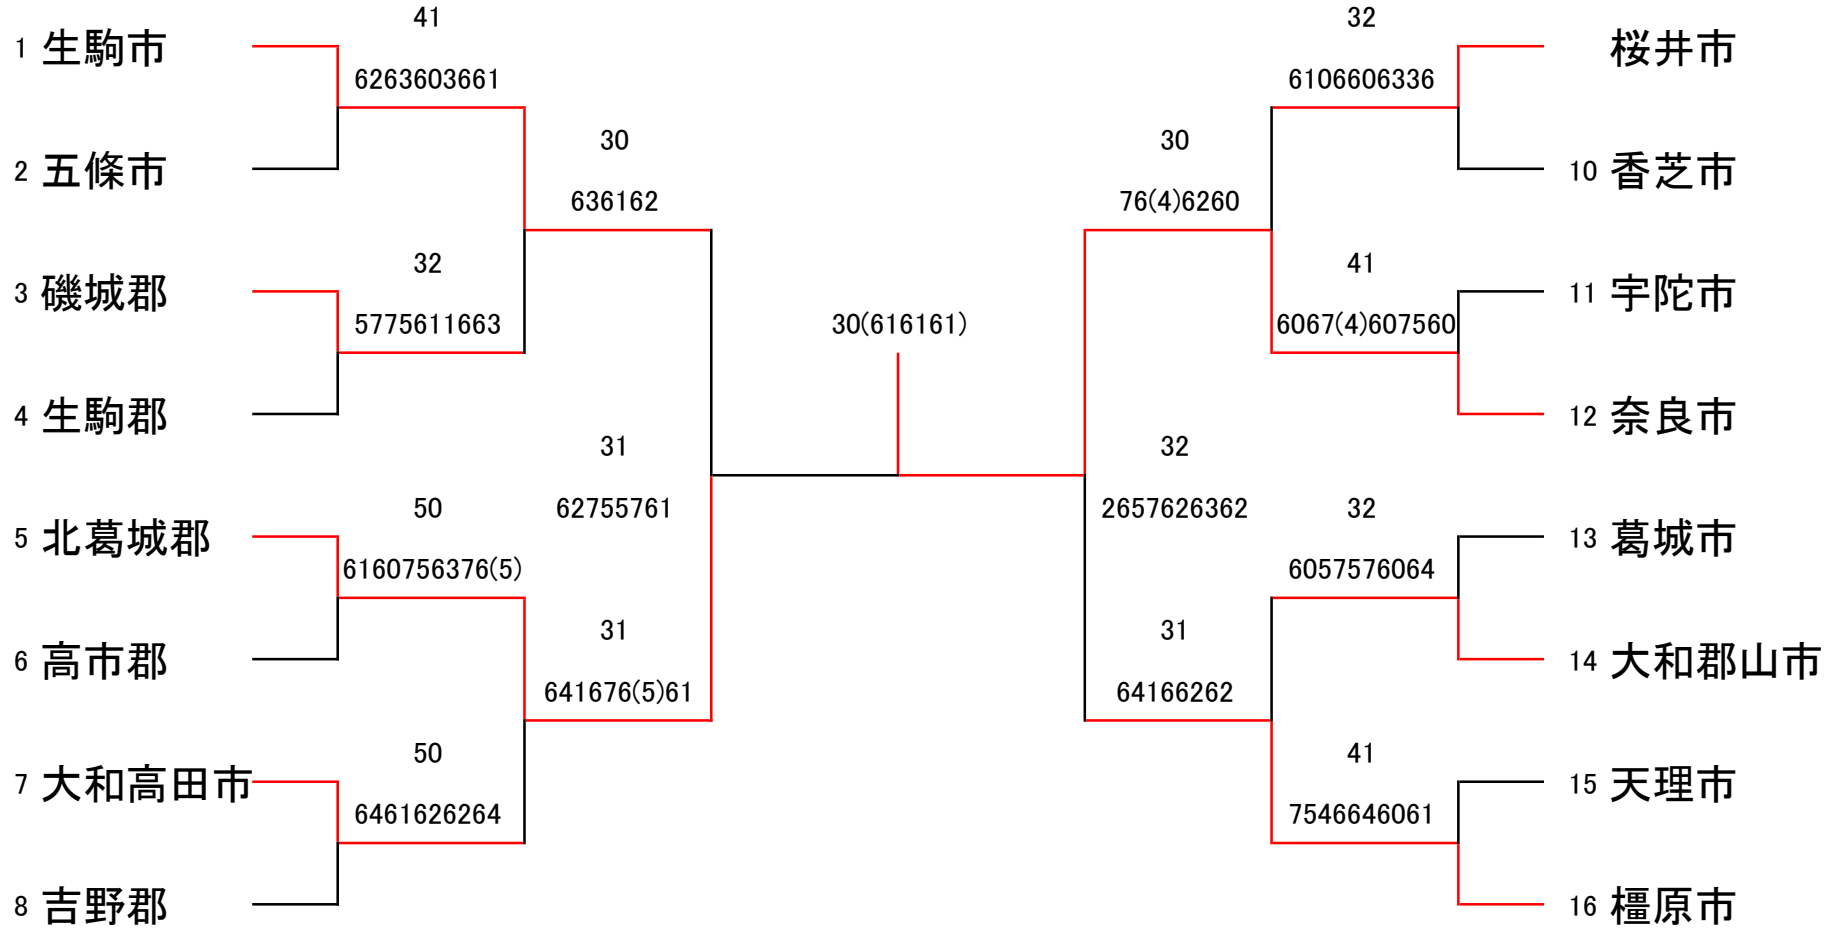 41
32
1 生駒市
桜井市
6263603661
6106606336
30
30
2 五條市
10 香芝市
636162
76(4)6260
32
41
3 磯城郡
11 宇陀市
5775611663
30(616161)
6067(4)607560
4 生駒郡
12 奈良市
31
32
50
62755761
2657626362
32
5 北葛城郡
13 葛城市
6160756376(5)
6057576064
31
31
6 高市郡
14 大和郡山市
641676(5)61
64166262
50
41
7 大和高田市
15 天理市
6461626264
7546646061
8 吉野郡
16 橿原市